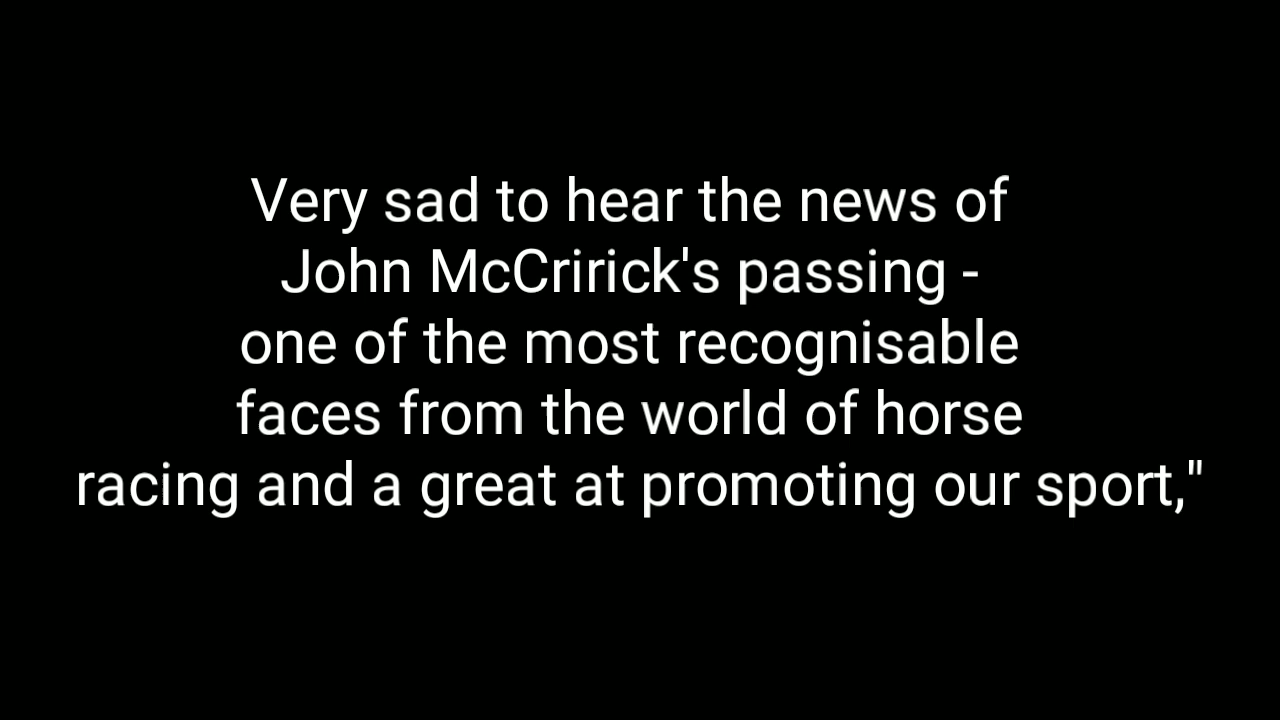 Very sad to hear the news of
John McCririck's passing -
one of the most recognisable
faces from the world of horse
racing and a great at promoting our sport,"